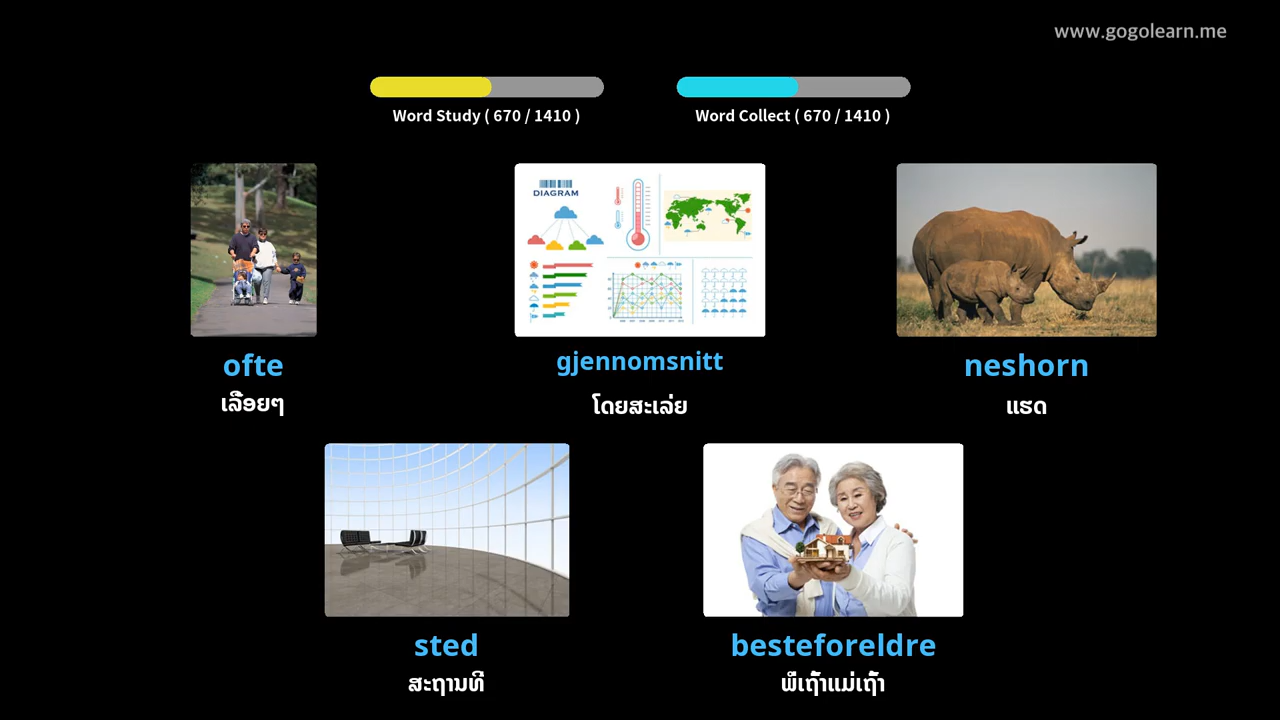 www.gogolearn.me
Word Study ( 670 / 1410 )
Word Collect ( 670 / 1410 )
DIAGRAM
ofte
ເລື້ອຍໆ
gjennomsnitt
ໂດຍສະເລ່ຍ
neshorn
ແຮດ
sted
ສະຖານທີ່
besteforeldre
ພໍ່ເຖົ້າແມ່ເຖົ້າ